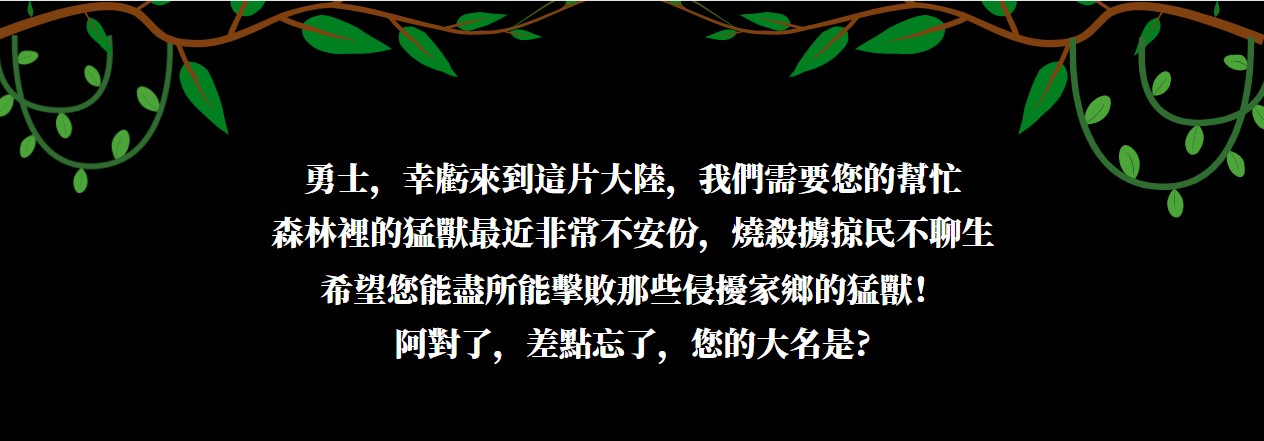 勇士，幸虧來到這片大陸，我們需要您的幫忙
森林裡的猛獸最近非常不安份，燒殺擄掠民不聊生
希望您能盡所能擊敗那些侵擾家鄉的猛獸！
阿對了，差點忘了，您的大名是?